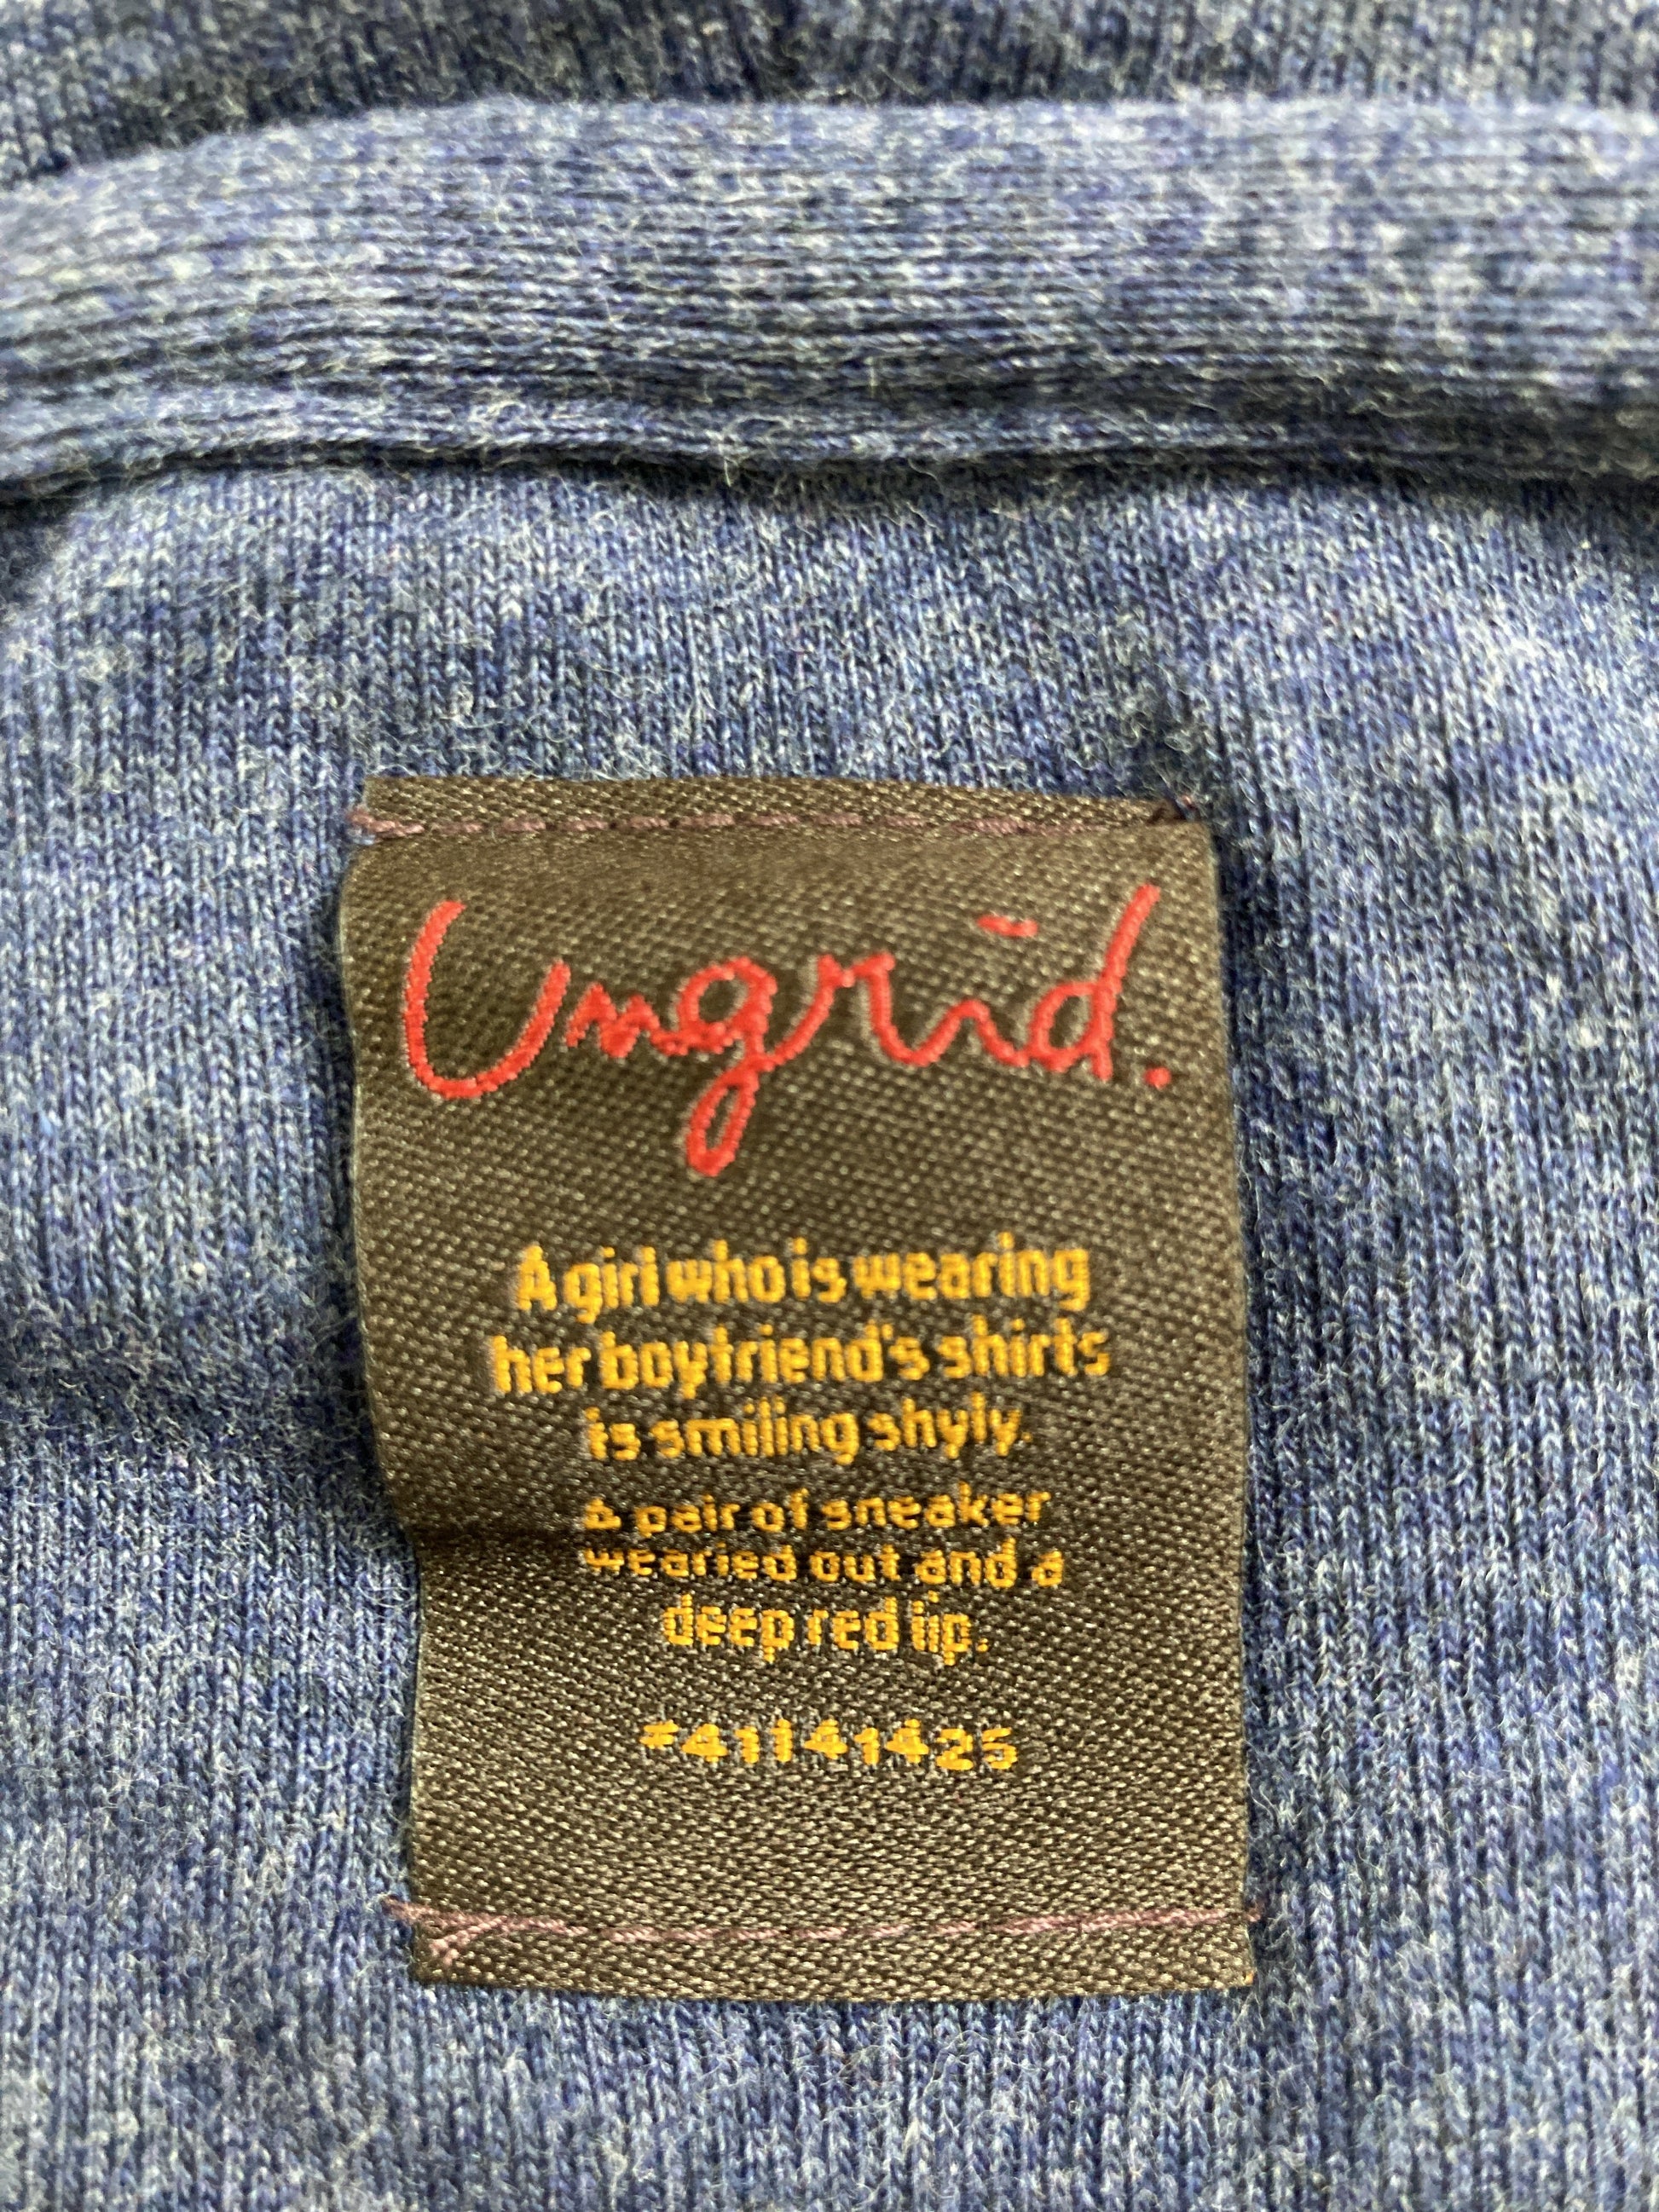 Ungrid.
A girl who is wearing
her boyfriend's shirts
is smiling shyly.
A pair of sneaker
wearied out and a
deep red lip.
#41141425